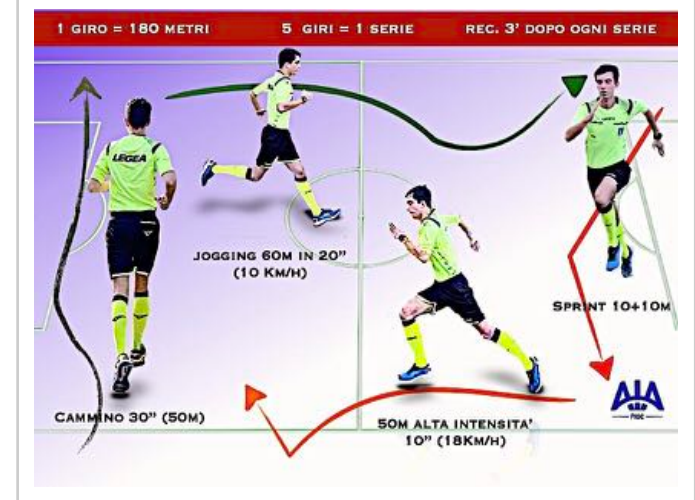 1 GIRO = 180 METRI
5 GIRI = 1 SERIE
REC. 3' DOPO OGNI SERIE
LEGEA
JOGGING 60M IN 20"
(10 KM/H)
SPRINT 10+10M
CAMMINO 30" (50M)
50M ALTA INTENSITA'
10" (18KM/H)
AIA
FIGC